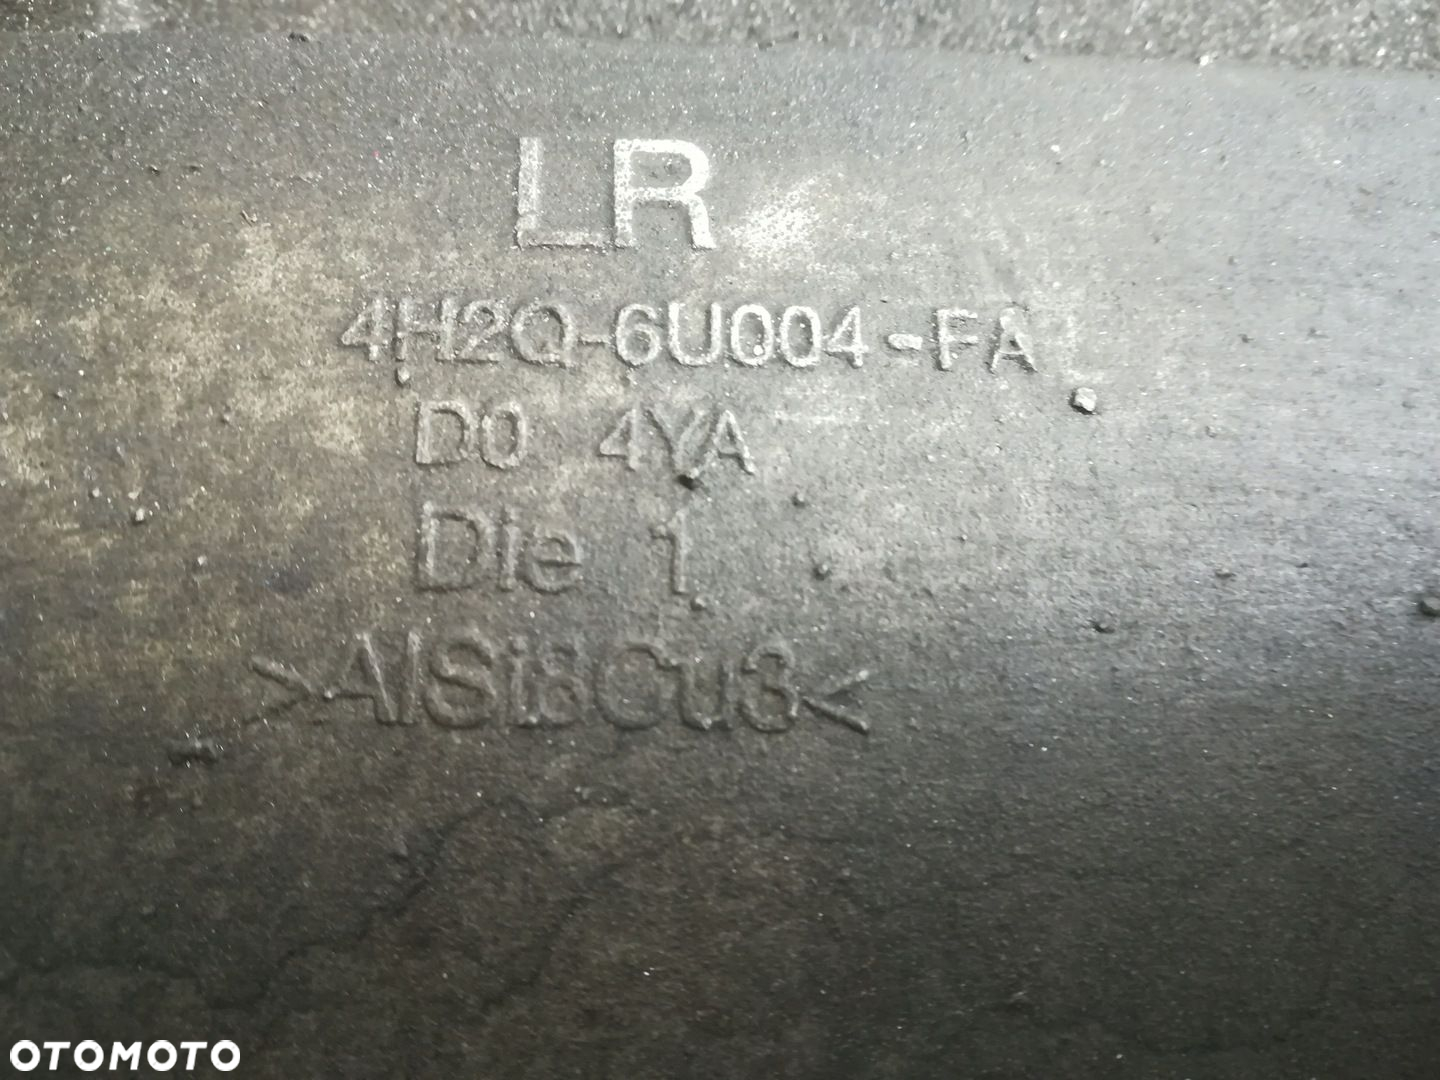 LR
4H2Q-6U004-FA
D0 4YA
Die 1
>AlSi8Cu3<
OTOMOTO